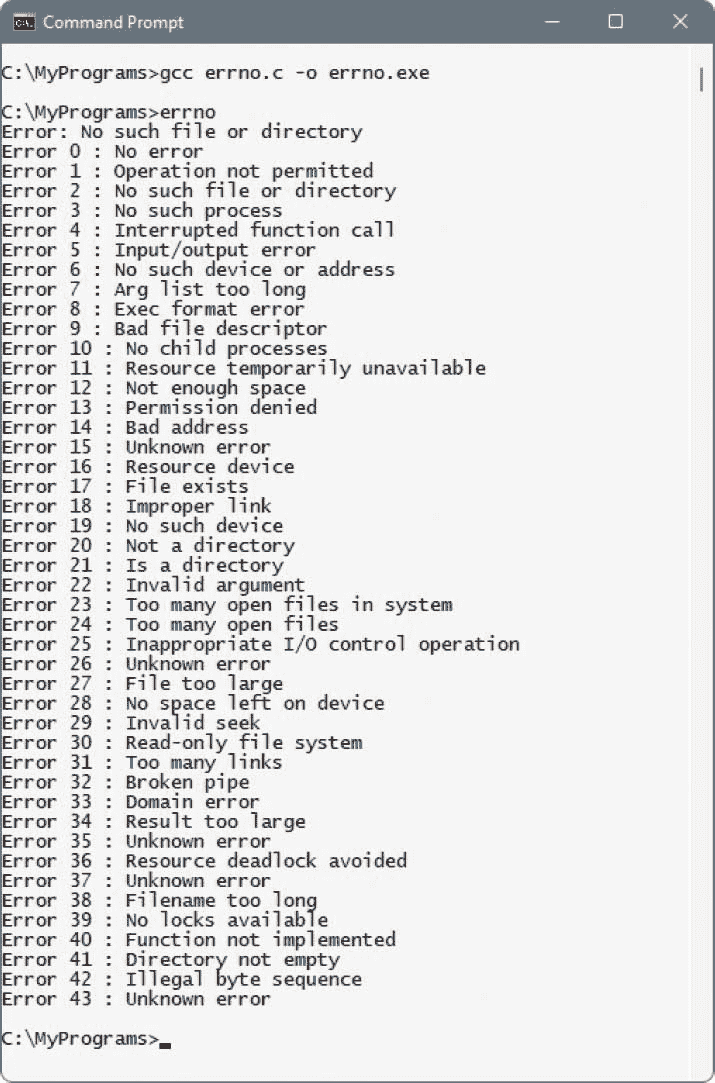 Command Prompt
C:\MyPrograms>gcc errno.c -o errno.exe
C:\MyPrograms>errno
Error: No such file or directory
Error 0 : No error
Error 1 : Operation not permitted
Error 2 : No such file or directory
Error 3 : No such process
Error 4 : Interrupted function call
Error 5 : Input/output error
Error 6 : No such device or address
Error 7 : Arg list too long
Error 8 : Exec format error
Error 9 : Bad file descriptor
Error 10 : No child processes
Error 11 : Resource temporarily unavailable
Error 12 : Not enough space
Error 13 : Permission denied
Error 14 : Bad address
Error 15 : Unknown error
Error 16 : Resource device
Error 17 : File exists
Error 18 : Improper link
Error 19 : No such device
Error 20 : Not a directory
Error 21 : Is a directory
Error 22 : Invalid argument
Error 23 : Too many open files in system
Error 24 : Too many open files
Error 25 : Inappropriate I/O control operation
Error 26 : Unknown error
Error 27 : File too large
Error 28 : No space left on device
Error 29 : Invalid seek
Error 30 : Read-only file system
Error 31 : Too many links
Error 32 : Broken pipe
Error 33 : Domain error
Error 34 : Result too large
Error 35 : Unknown error
Error 36 : Resource deadlock avoided
Error 37 : Unknown error
Error 38 : Filename too long
Error 39 : No locks available
Error 40 : Function not implemented
Error 41 : Directory not empty
Error 42 : Illegal byte sequence
Error 43 : Unknown error
C:\MyPrograms>